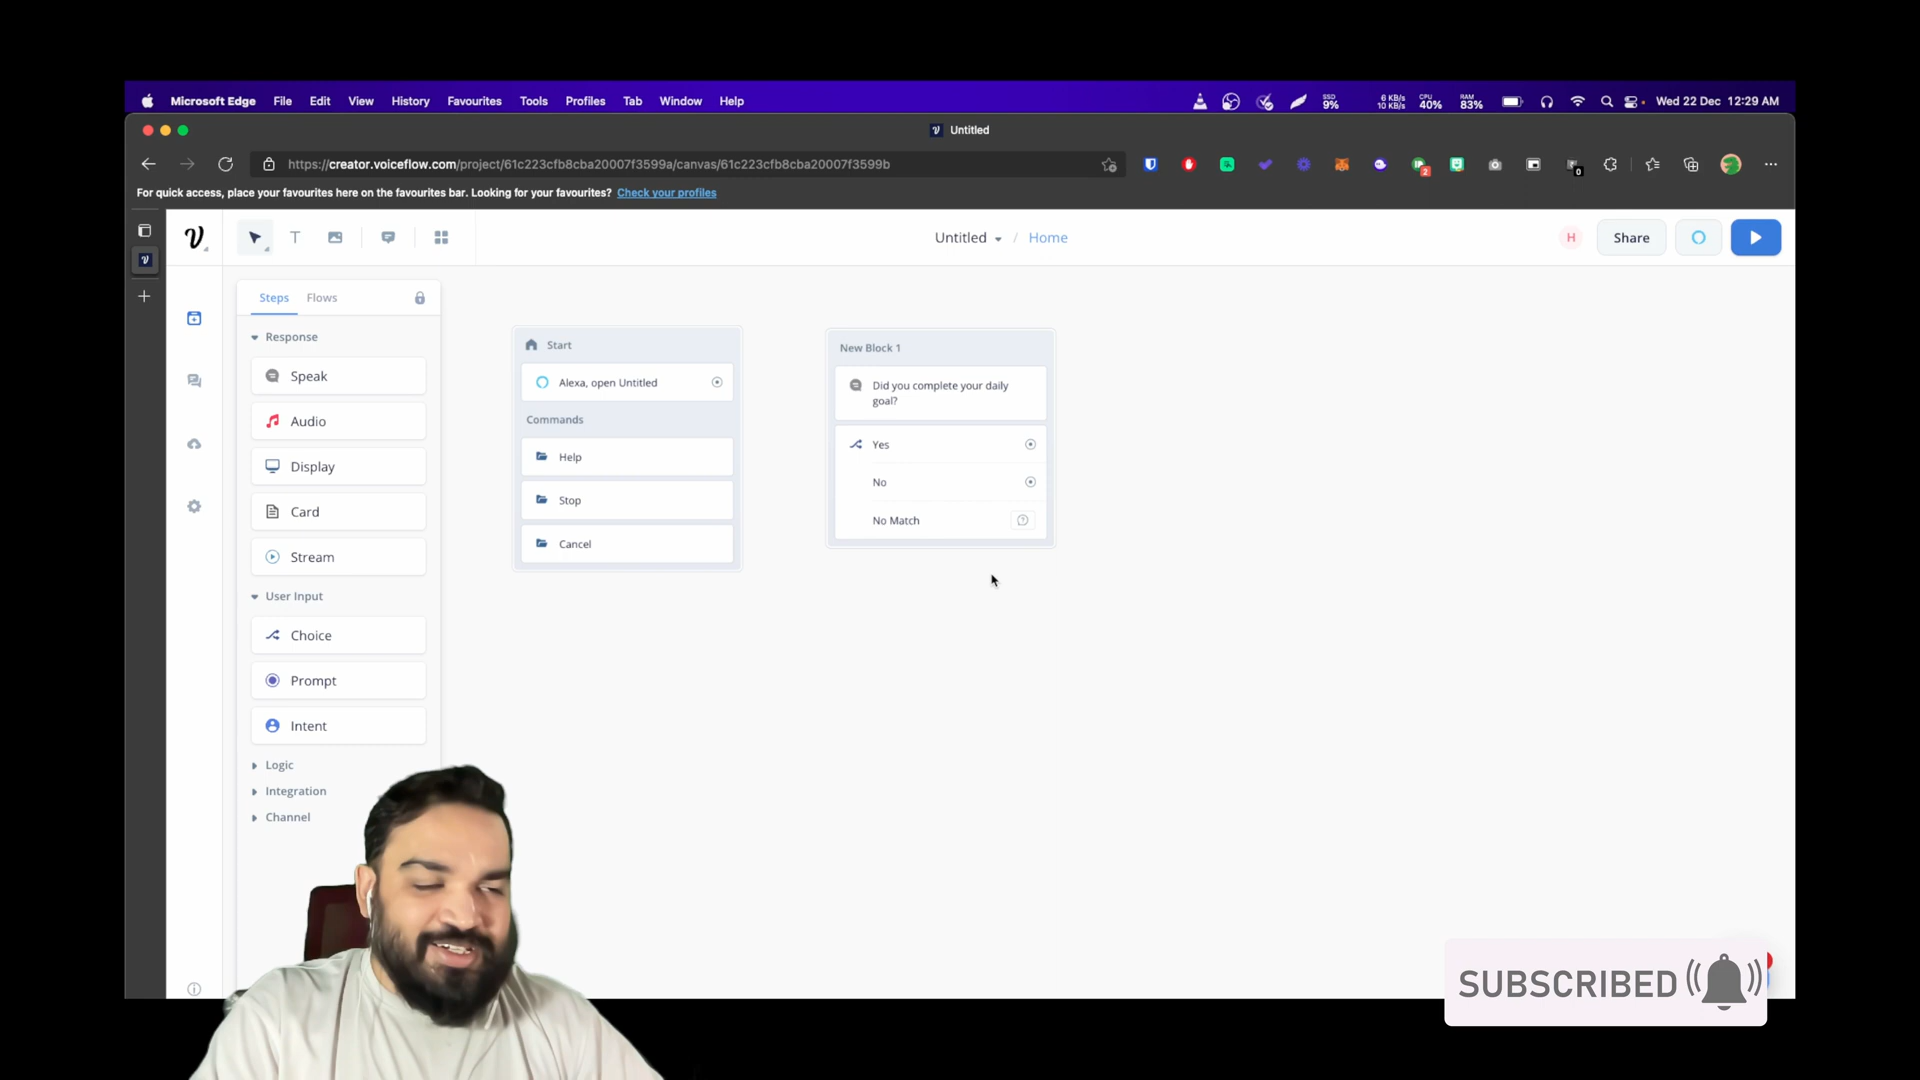 Microsoft Edge File Edit View History Favourites Tools Profiles Tab Window Help
SSD 9% 6 KB/s 10 KB/s CPU 40% RAM 83% Wed 22 Dec 12:29 AM
Untitled
https://creator.voiceflow.com/project/61c223cfb8cba20007f3599a/canvas/61c223cfb8cba20007f3599b
2
0
For quick access, place your favourites here on the favourites bar. Looking for your favourites? Check your profiles
T
Untitled / Home
H
Share
Steps Flows
Response
Speak
Audio
Display
Card
Stream
User Input
Choice
Prompt
Intent
Logic
Integration
Channel
Start
Alexa, open Untitled
Commands
Help
Stop
Cancel
New Block 1
Did you complete your daily
goal?
Yes
No
No Match
SUBSCRIBED